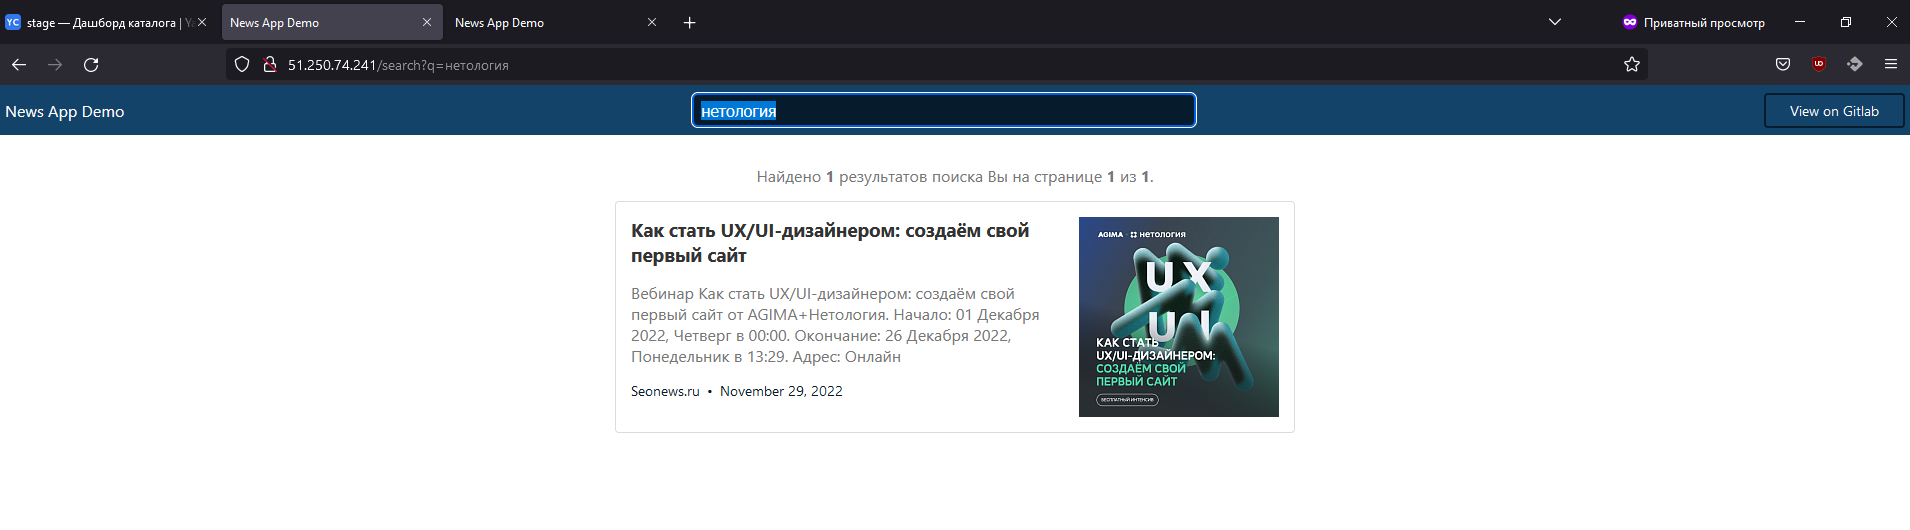 YC stage — Дашборд каталога | Ya
News App Demo
News App Demo
Приватный просмотр
51.250.74.241/search?q=нетология
News App Demo
нетология
View on Gitlab
Найдено 1 результатов поиска Вы на странице 1 из 1.
Как стать UX/UI-дизайнером: создаём свой
первый сайт
Вебинар Как стать UX/UI-дизайнером: создаём свой
первый сайт от AGIMA+Нетология. Начало: 01 Декабря
2022, Четверг в 00:00. Окончание: 26 Декабря 2022,
Понедельник в 13:29. Адрес: Онлайн
Seonews.ru • November 29, 2022
AGIMA нетология
UX
UI
КАК СТАТЬ
UX/UI-ДИЗАЙНЕРОМ:
СОЗДАЁМ СВОЙ
ПЕРВЫЙ САЙТ
БЕСПЛАТНЫЙ ИНТЕНСИВ